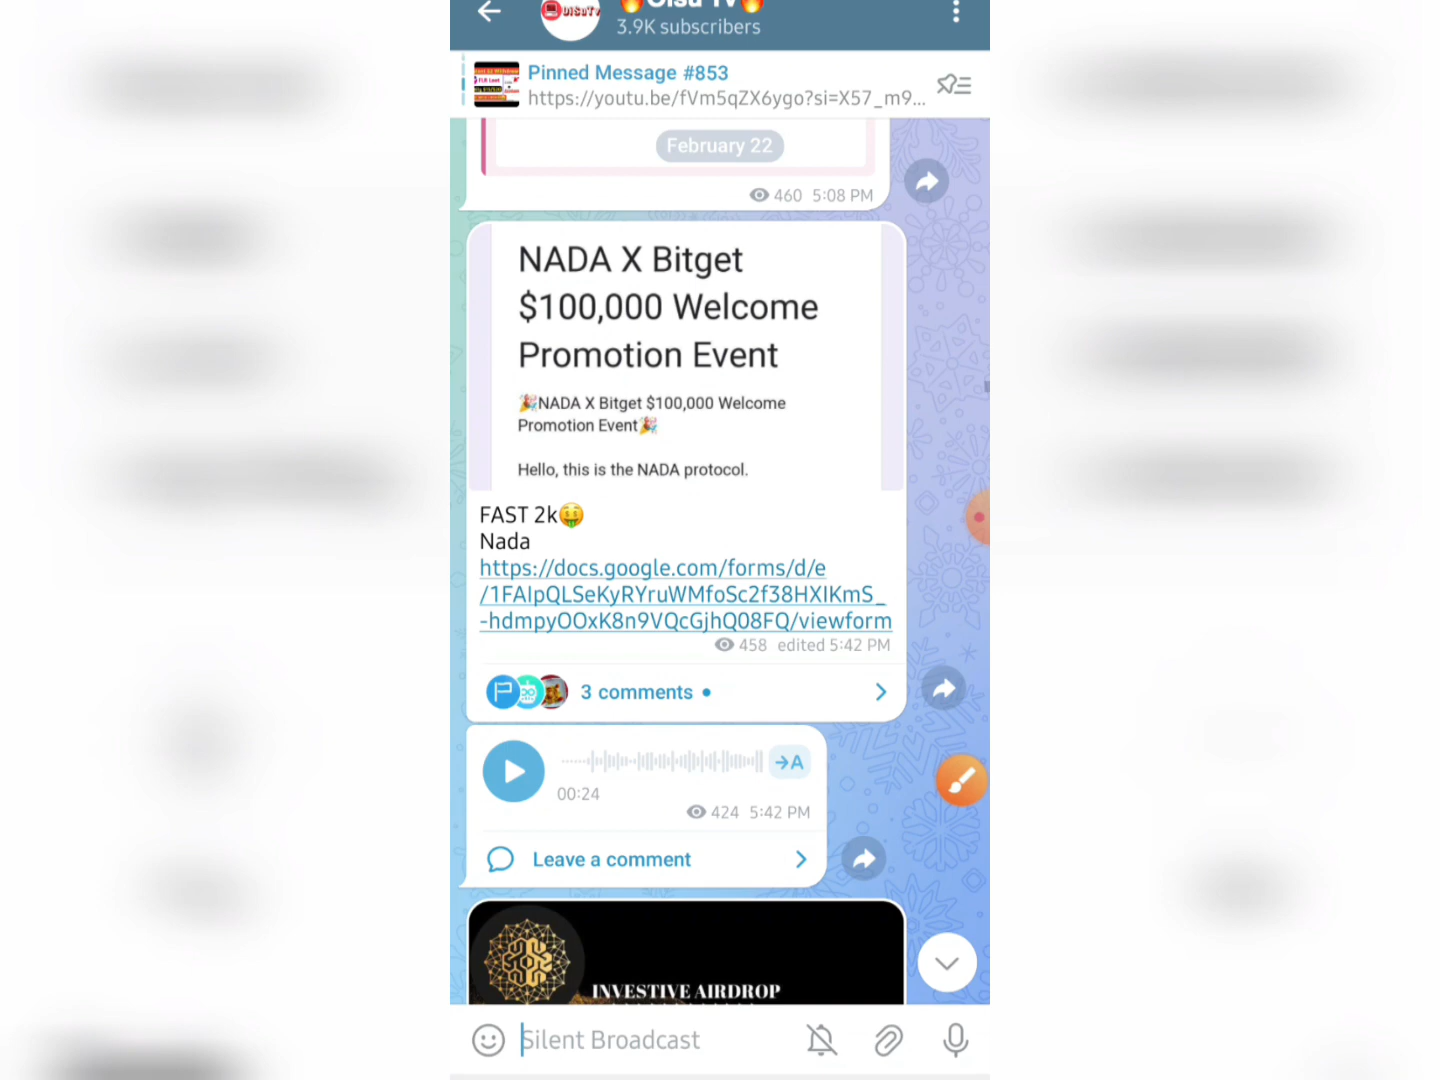 3.9K subscribers
Pinned Message #853
https://youtu.be/fVm5qZX6ygo?si=X57_m9...
February 22
460 5:08 PM
NADA X Bitget
$100,000 Welcome
Promotion Event
🎉NADA X Bitget $100,000 Welcome
Promotion Event🎉
Hello, this is the NADA protocol.
FAST 2k🤑
Nada
https://docs.google.com/forms/d/e
/1FAIpQLSeKyRYruWMfoSc2f38HXIKmS_
-hdmpyOOxK8n9VQcGjhQ08FQ/viewform
458 edited 5:42 PM
3 comments
→A
00:24
424 5:42 PM
Leave a comment
INVESTIVE AIRDROP
Silent Broadcast